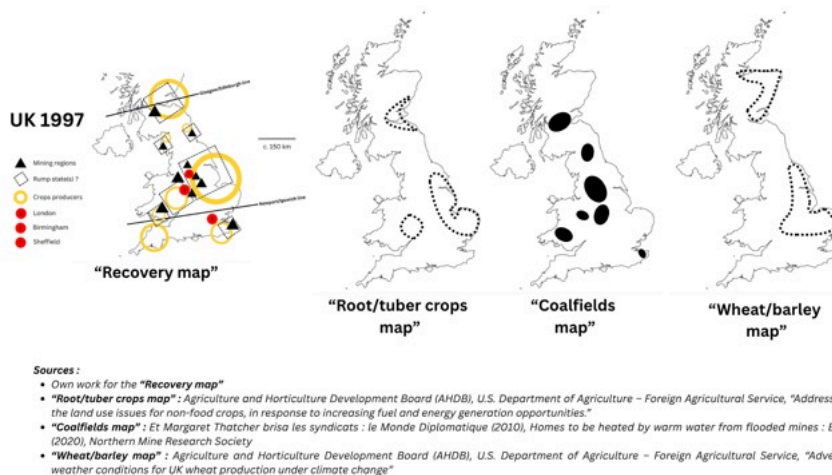 Glasgow/Edinburgh line
UK 1997
c. 150 km
Mining regions
Rump state(s) ?
Crops producers
London
Birmingham
Sheffield
Newport/Ipswich line
“Recovery map”
“Root/tuber crops
map”
“Coalfields
map”
“Wheat/barley
map”
Sources :
• Own work for the “Recovery map”
• “Root/tuber crops map” : Agriculture and Horticulture Development Board (AHDB), U.S. Department of Agriculture – Foreign Agricultural Service, “Address
the land use issues for non-food crops, in response to increasing fuel and energy generation opportunities.”
• “Coalfields map” : Et Margaret Thatcher brisa les syndicats : le Monde Diplomatique (2010), Homes to be heated by warm water from flooded mines : B
(2020), Northern Mine Research Society
• “Wheat/barley map” : Agriculture and Horticulture Development Board (AHDB), U.S. Department of Agriculture – Foreign Agricultural Service, “Adve
weather conditions for UK wheat production under climate change”